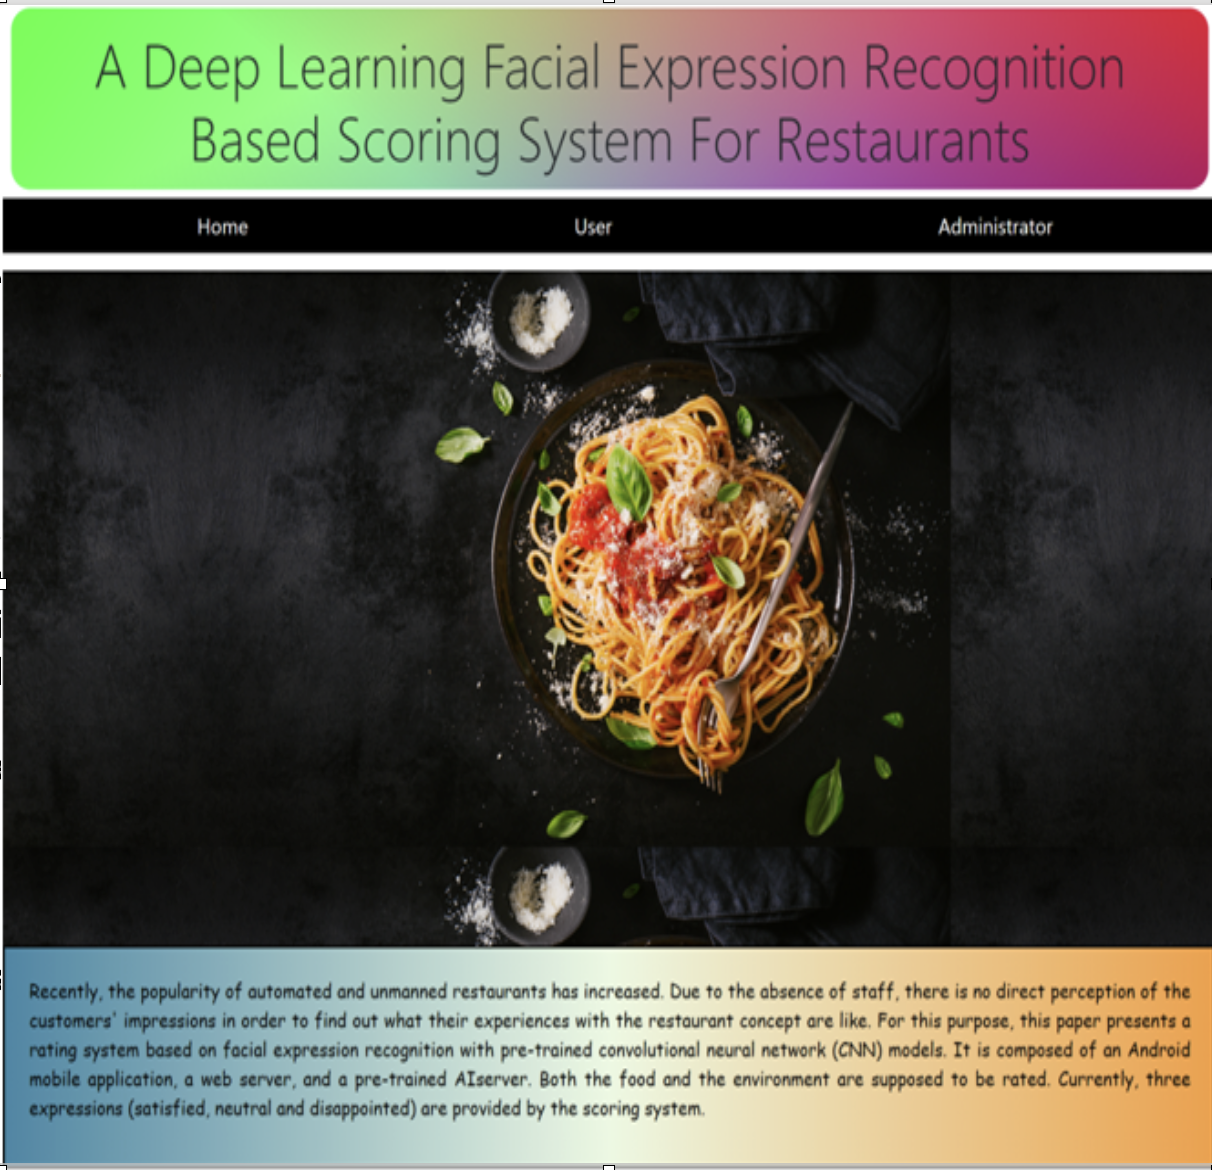 A Deep Learning Facial Expression Recognition
Based Scoring System For Restaurants
Home User Administrator
Recently, the popularity of automated and unmanned restaurants has increased. Due to the absence of staff, there is no direct perception of the
customers' impressions in order to find out what their experiences with the restaurant concept are like. For this purpose, this paper presents a
rating system based on facial expression recognition with pre-trained convolutional neural network (CNN) models. It is composed of an Android
mobile application, a web server, and a pre-trained AIserver. Both the food and the environment are supposed to be rated. Currently, three
expressions (satisfied, neutral and disappointed) are provided by the scoring system.